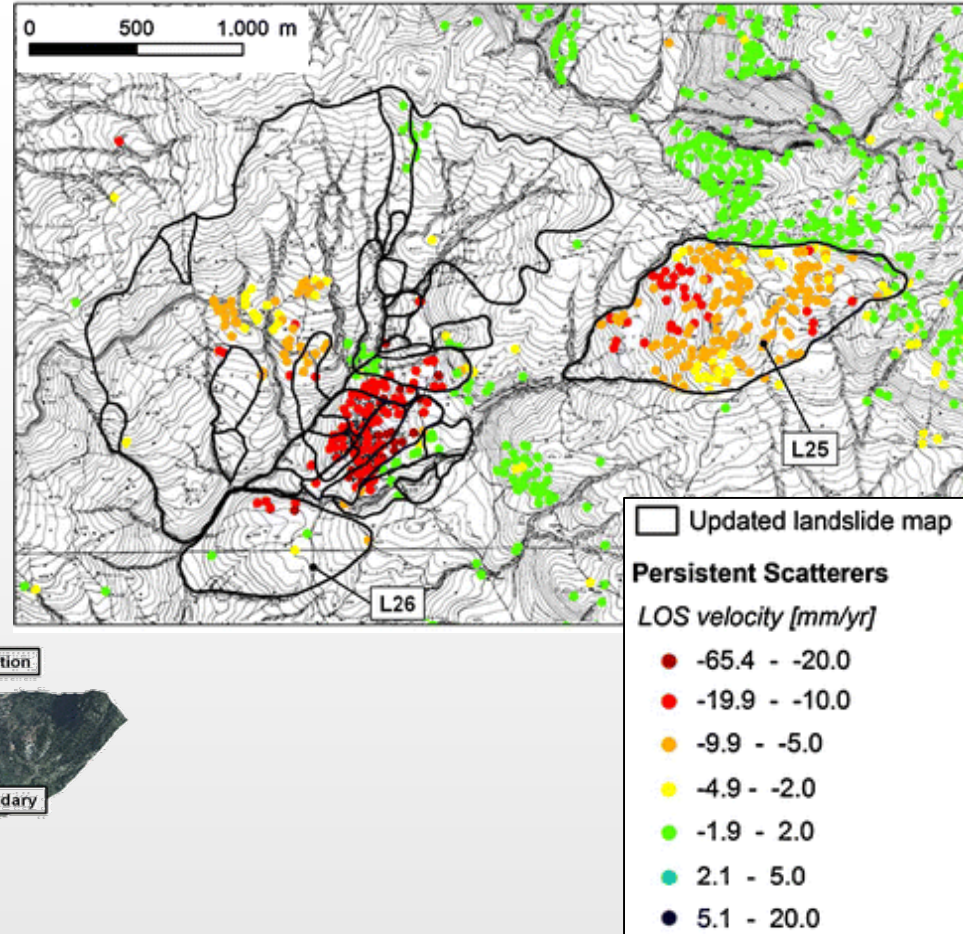 0 500 1.000 m
L25
L26
Updated landslide map
Persistent Scatterers
LOS velocity [mm/yr]
-65.4 - -20.0
-19.9 - -10.0
-9.9 - -5.0
-4.9 - -2.0
-1.9 - 2.0
2.1 - 5.0
5.1 - 20.0
tion
dary